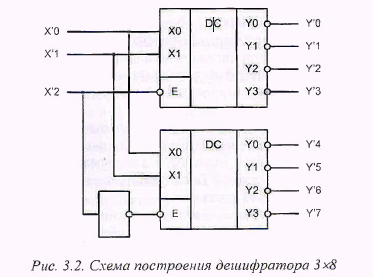 X'0 X0 DC Y0 Y'0
X'1 X1 Y1 Y'1
Y2 Y'2
X'2 E Y3 Y'3
X0 DC Y0 Y'4
X1 Y1 Y'5
Y2 Y'6
E Y3 Y'7
Рис. 3.2. Схема построения дешифратора 3×8